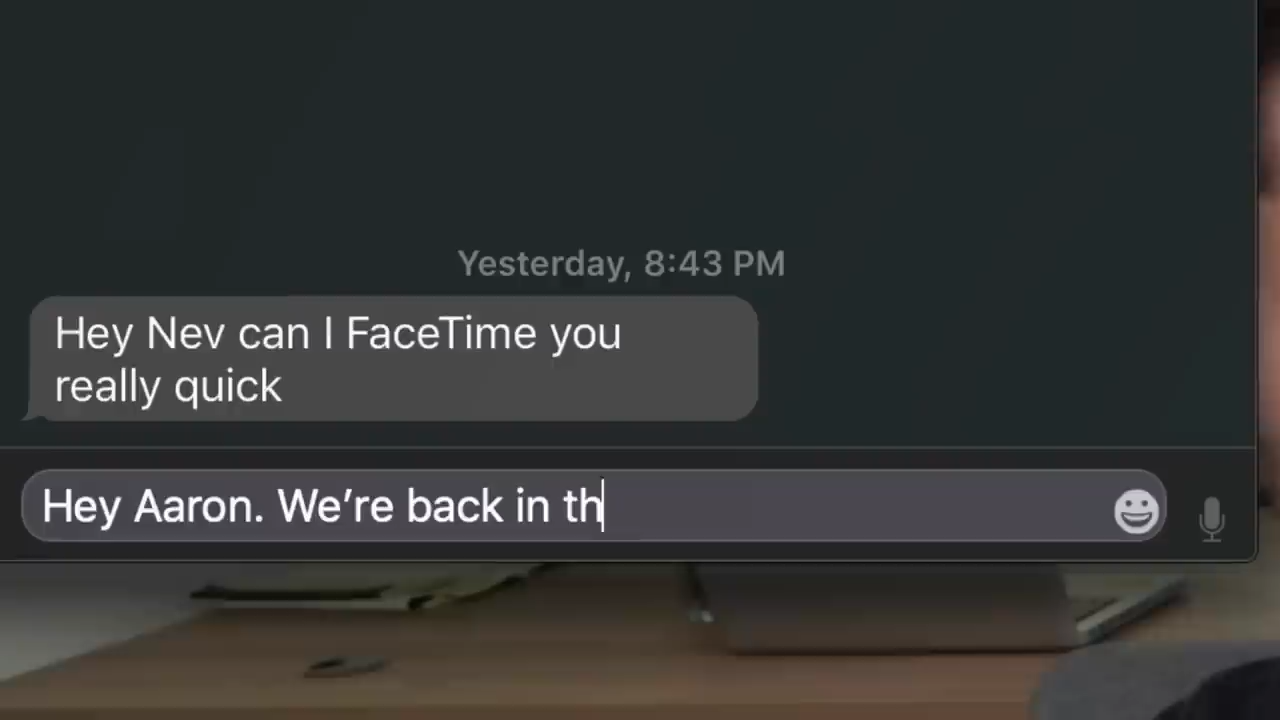 Yesterday, 8:43 PM
Hey Nev can I FaceTime you
really quick
Hey Aaron. We’re back in th